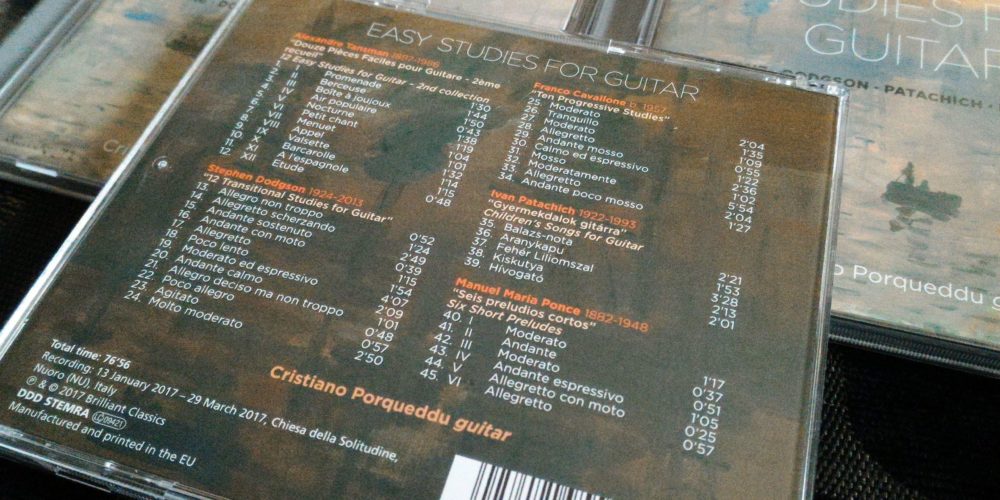 EASY STUDIES FOR GUITAR
Alexandre Tansman 1897-1986
"Douze Pièces Faciles pour Guitare - 2ème
recueil"
12 Easy Studies for Guitar - 2nd collection
1. I Promenade 1'30
2. II Berceuse 1'44
3. III Boîte à joujoux 1'50
4. IV Air populaire 0'43
5. V Nocturne 1'38
6. VI Petit chant 1'19
7. VII Menuet 1'04
8. VIII Appel 1'01
9. IX Valsette 1'32
10. X Barcarolle 1'14
11. XI A l'espagnole 1'15
12. XII Étude 0'48
Stephen Dodgson 1924-2013
"12 Transitional Studies for Guitar"
13. Allegro non troppo 0'52
14. Allegretto scherzando 1'24
15. Andante sostenuto 2'49
16. Andante con moto 0'39
17. Allegretto 1'15
18. Poco lento 1'54
19. Moderato ed espressivo 4'07
20. Andante calmo 2'09
21. Allegro deciso ma non troppo 1'01
22. Poco allegro 0'48
23. Agitato 0'57
24. Molto moderato 2'50
Franco Cavallone b. 1957
"Ten Progressive Studies"
25. Moderato 2'04
26. Tranquillo 1'35
27. Moderato 1'09
28. Allegretto 0'55
29. Andante mosso 1'22
30. Calmo ed espressivo 2'36
31. Mosso 1'02
32. Moderatamente 5'54
33. Allegretto 2'04
34. Andante poco mosso 1'27
Ivan Patachich 1922-1993
"Gyermekdalok gitárra"
Children's Songs for Guitar
35. Balazs-nota 2'21
36. Aranykapu 1'53
37. Fehér Liliomszal 3'28
38. Kiskutya 2'13
39. Hívogató 2'01
Manuel Maria Ponce 1882-1948
"Seis preludios cortos"
Six Short Preludes
40. I Moderato 1'17
41. II Andante 0'37
42. III Moderato 0'51
43. IV Andante espressivo 1'05
44. V Allegretto con moto 0'25
45. VI Allegretto 0'57
Cristiano Porqueddu guitar
Total time: 76'56
Recording: 13 January 2017 – 29 March 2017, Chiesa della Solitudine,
Nuoro (NU), Italy
℗ & © 2017 Brilliant Classics
DDD STEMRA LC 09421
Manufactured and printed in the EU
UDIES F
GUITAR
DODGSON · PATACHICH ·
Porqueddu g